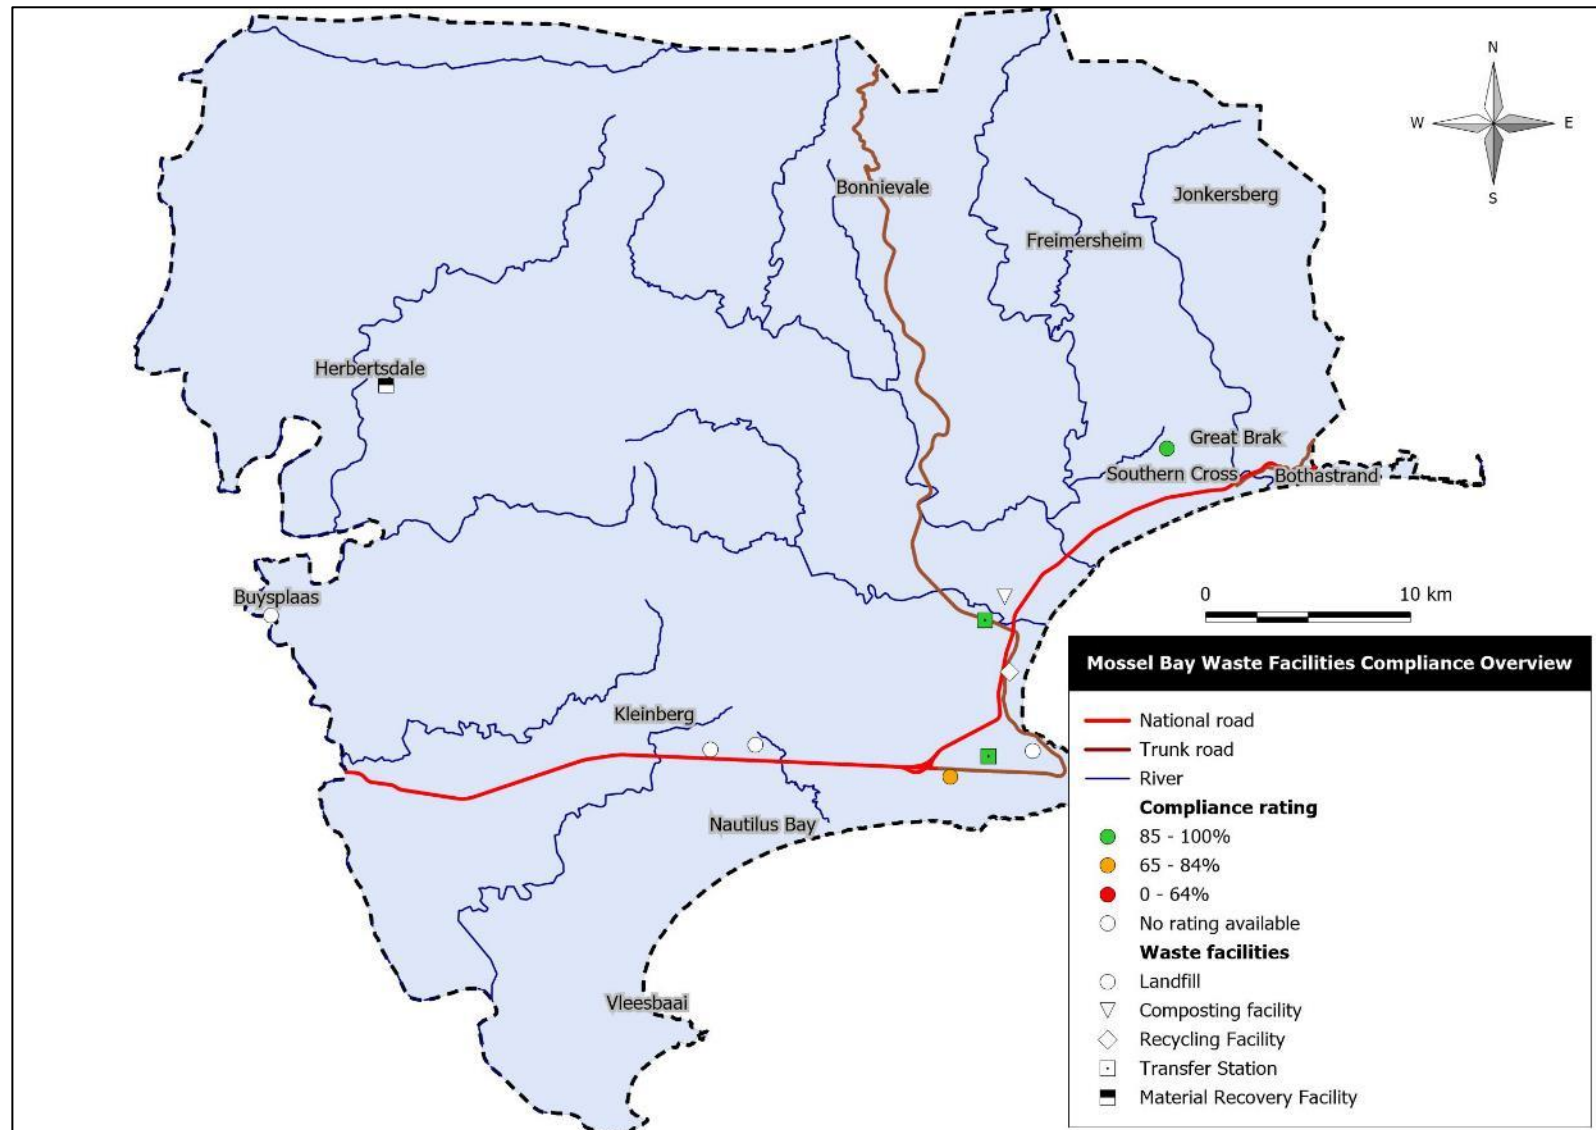 N
W E
S
Bonnievale
Jonkersberg
Freimersheim
Herbertsdale
Great Brak
Southern Cross
Bothastrand
Buysplaas
0 10 km
Kleinberg
Nautilus Bay
Vleesbaai
Mossel Bay Waste Facilities Compliance Overview
National road
Trunk road
River
Compliance rating
85 - 100%
65 - 84%
0 - 64%
No rating available
Waste facilities
Landfill
Composting facility
Recycling Facility
Transfer Station
Material Recovery Facility